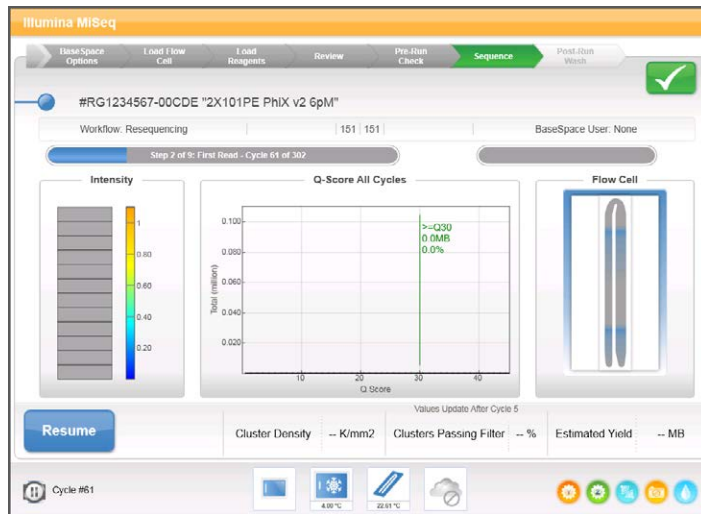 Illumina MiSeq
BaseSpace Options
Load Flow Cell
Load Reagents
Review
Pre-Run Check
Sequence
Post-Run Wash
#RG1234567-00CDE "2X101PE PhiX v2 6pM"
Workflow: Resequencing | 151 | 151 | BaseSpace User: None
Step 2 of 9: First Read - Cycle 61 of 302
Intensity
1
0.80
0.60
0.40
0.20
Q-Score All Cycles
Total (million)
0.100
0.080
0.060
0.040
0.020
>=Q30
0.0MB
0.0%
10 20 30 40
Q Score
Flow Cell
Values Update After Cycle 5
Resume
Cluster Density -- K/mm2
Clusters Passing Filter -- %
Estimated Yield -- MB
Cycle #61
4.00 °C
22.61 °C